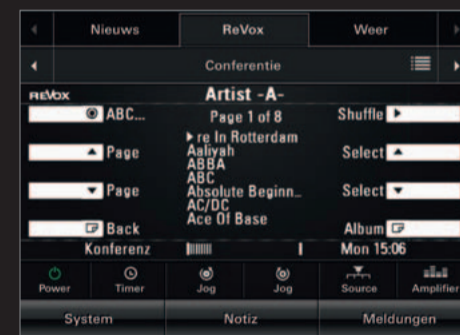 Nieuws ReVox Weer
Conferentie
REVOX Artist -A-
ABC... Page 1 of 8 Shuffle
re In Rotterdam
Page Aaliyah Select
ABBA
ABC
Page Absolute Beginn... Select
AC/DC
Back Ace Of Base Album
Konferenz Mon 15:06
Power Timer Jog Jog Source Amplifier
System Notiz Meldungen